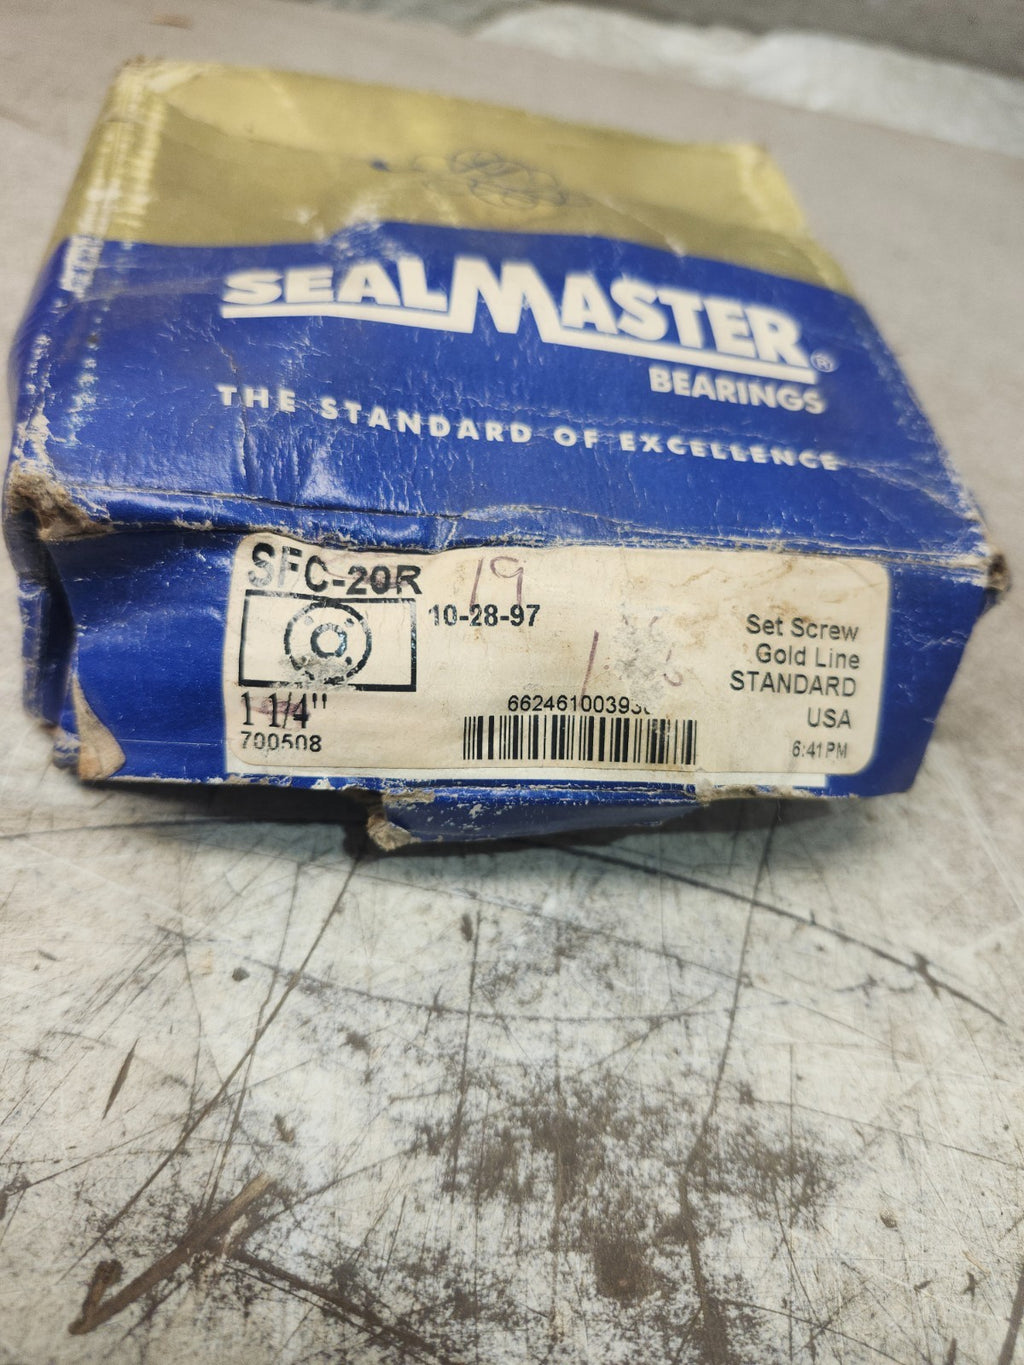 SEALMASTER®
BEARINGS
THE STANDARD OF EXCELLENCE
SFC-20R
19
10-28-97
Set Screw
Gold Line
STANDARD
USA
6:41PM
1 1/4"
700508